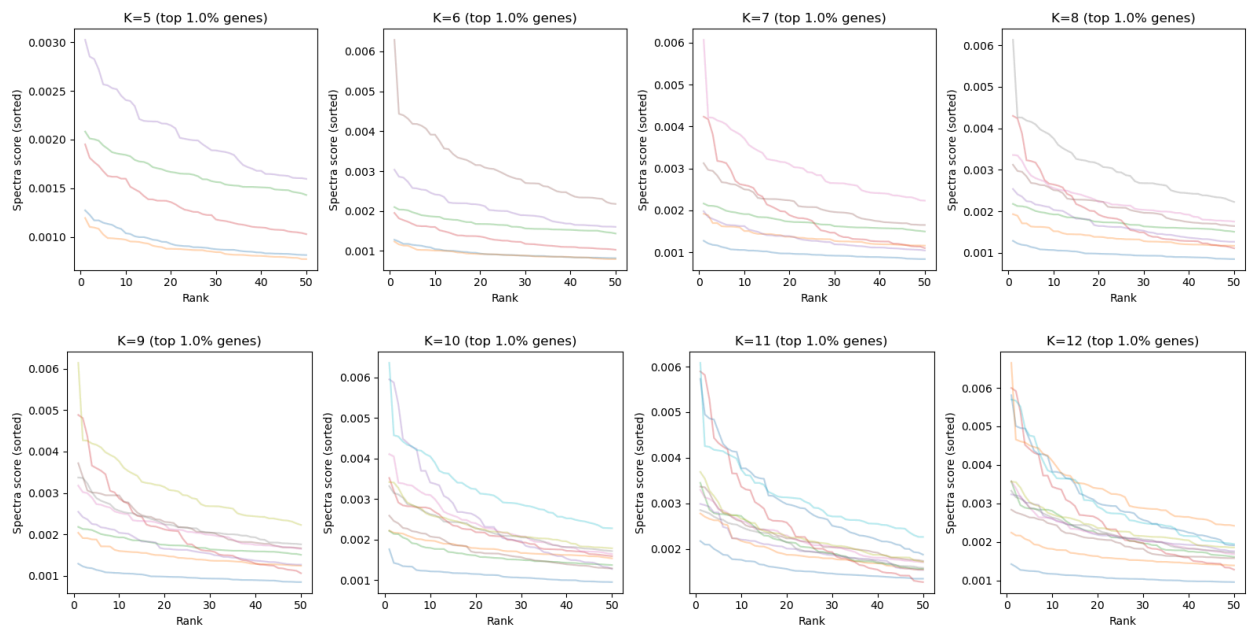 K=5 (top 1.0% genes)
Spectra score (sorted)
0.0030
0.0025
0.0020
0.0015
0.0010
0 10 20 30 40 50
Rank
K=6 (top 1.0% genes)
Spectra score (sorted)
0.006
0.005
0.004
0.003
0.002
0.001
0 10 20 30 40 50
Rank
K=7 (top 1.0% genes)
Spectra score (sorted)
0.006
0.005
0.004
0.003
0.002
0.001
0 10 20 30 40 50
Rank
K=8 (top 1.0% genes)
Spectra score (sorted)
0.006
0.005
0.004
0.003
0.002
0.001
0 10 20 30 40 50
Rank
K=9 (top 1.0% genes)
Spectra score (sorted)
0.006
0.005
0.004
0.003
0.002
0.001
0 10 20 30 40 50
Rank
K=10 (top 1.0% genes)
Spectra score (sorted)
0.006
0.005
0.004
0.003
0.002
0.001
0 10 20 30 40 50
Rank
K=11 (top 1.0% genes)
Spectra score (sorted)
0.006
0.005
0.004
0.003
0.002
0 10 20 30 40 50
Rank
K=12 (top 1.0% genes)
Spectra score (sorted)
0.006
0.005
0.004
0.003
0.002
0.001
0 10 20 30 40 50
Rank